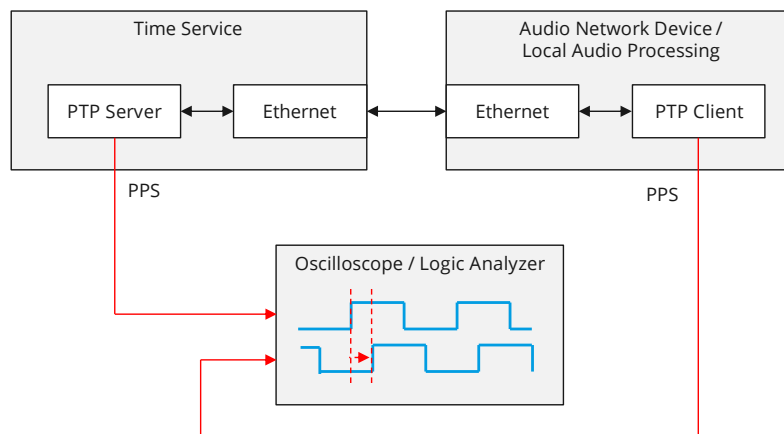 Time Service
Audio Network Device /
Local Audio Processing
PTP Server
Ethernet
Ethernet
PTP Client
PPS
PPS
Oscilloscope / Logic Analyzer